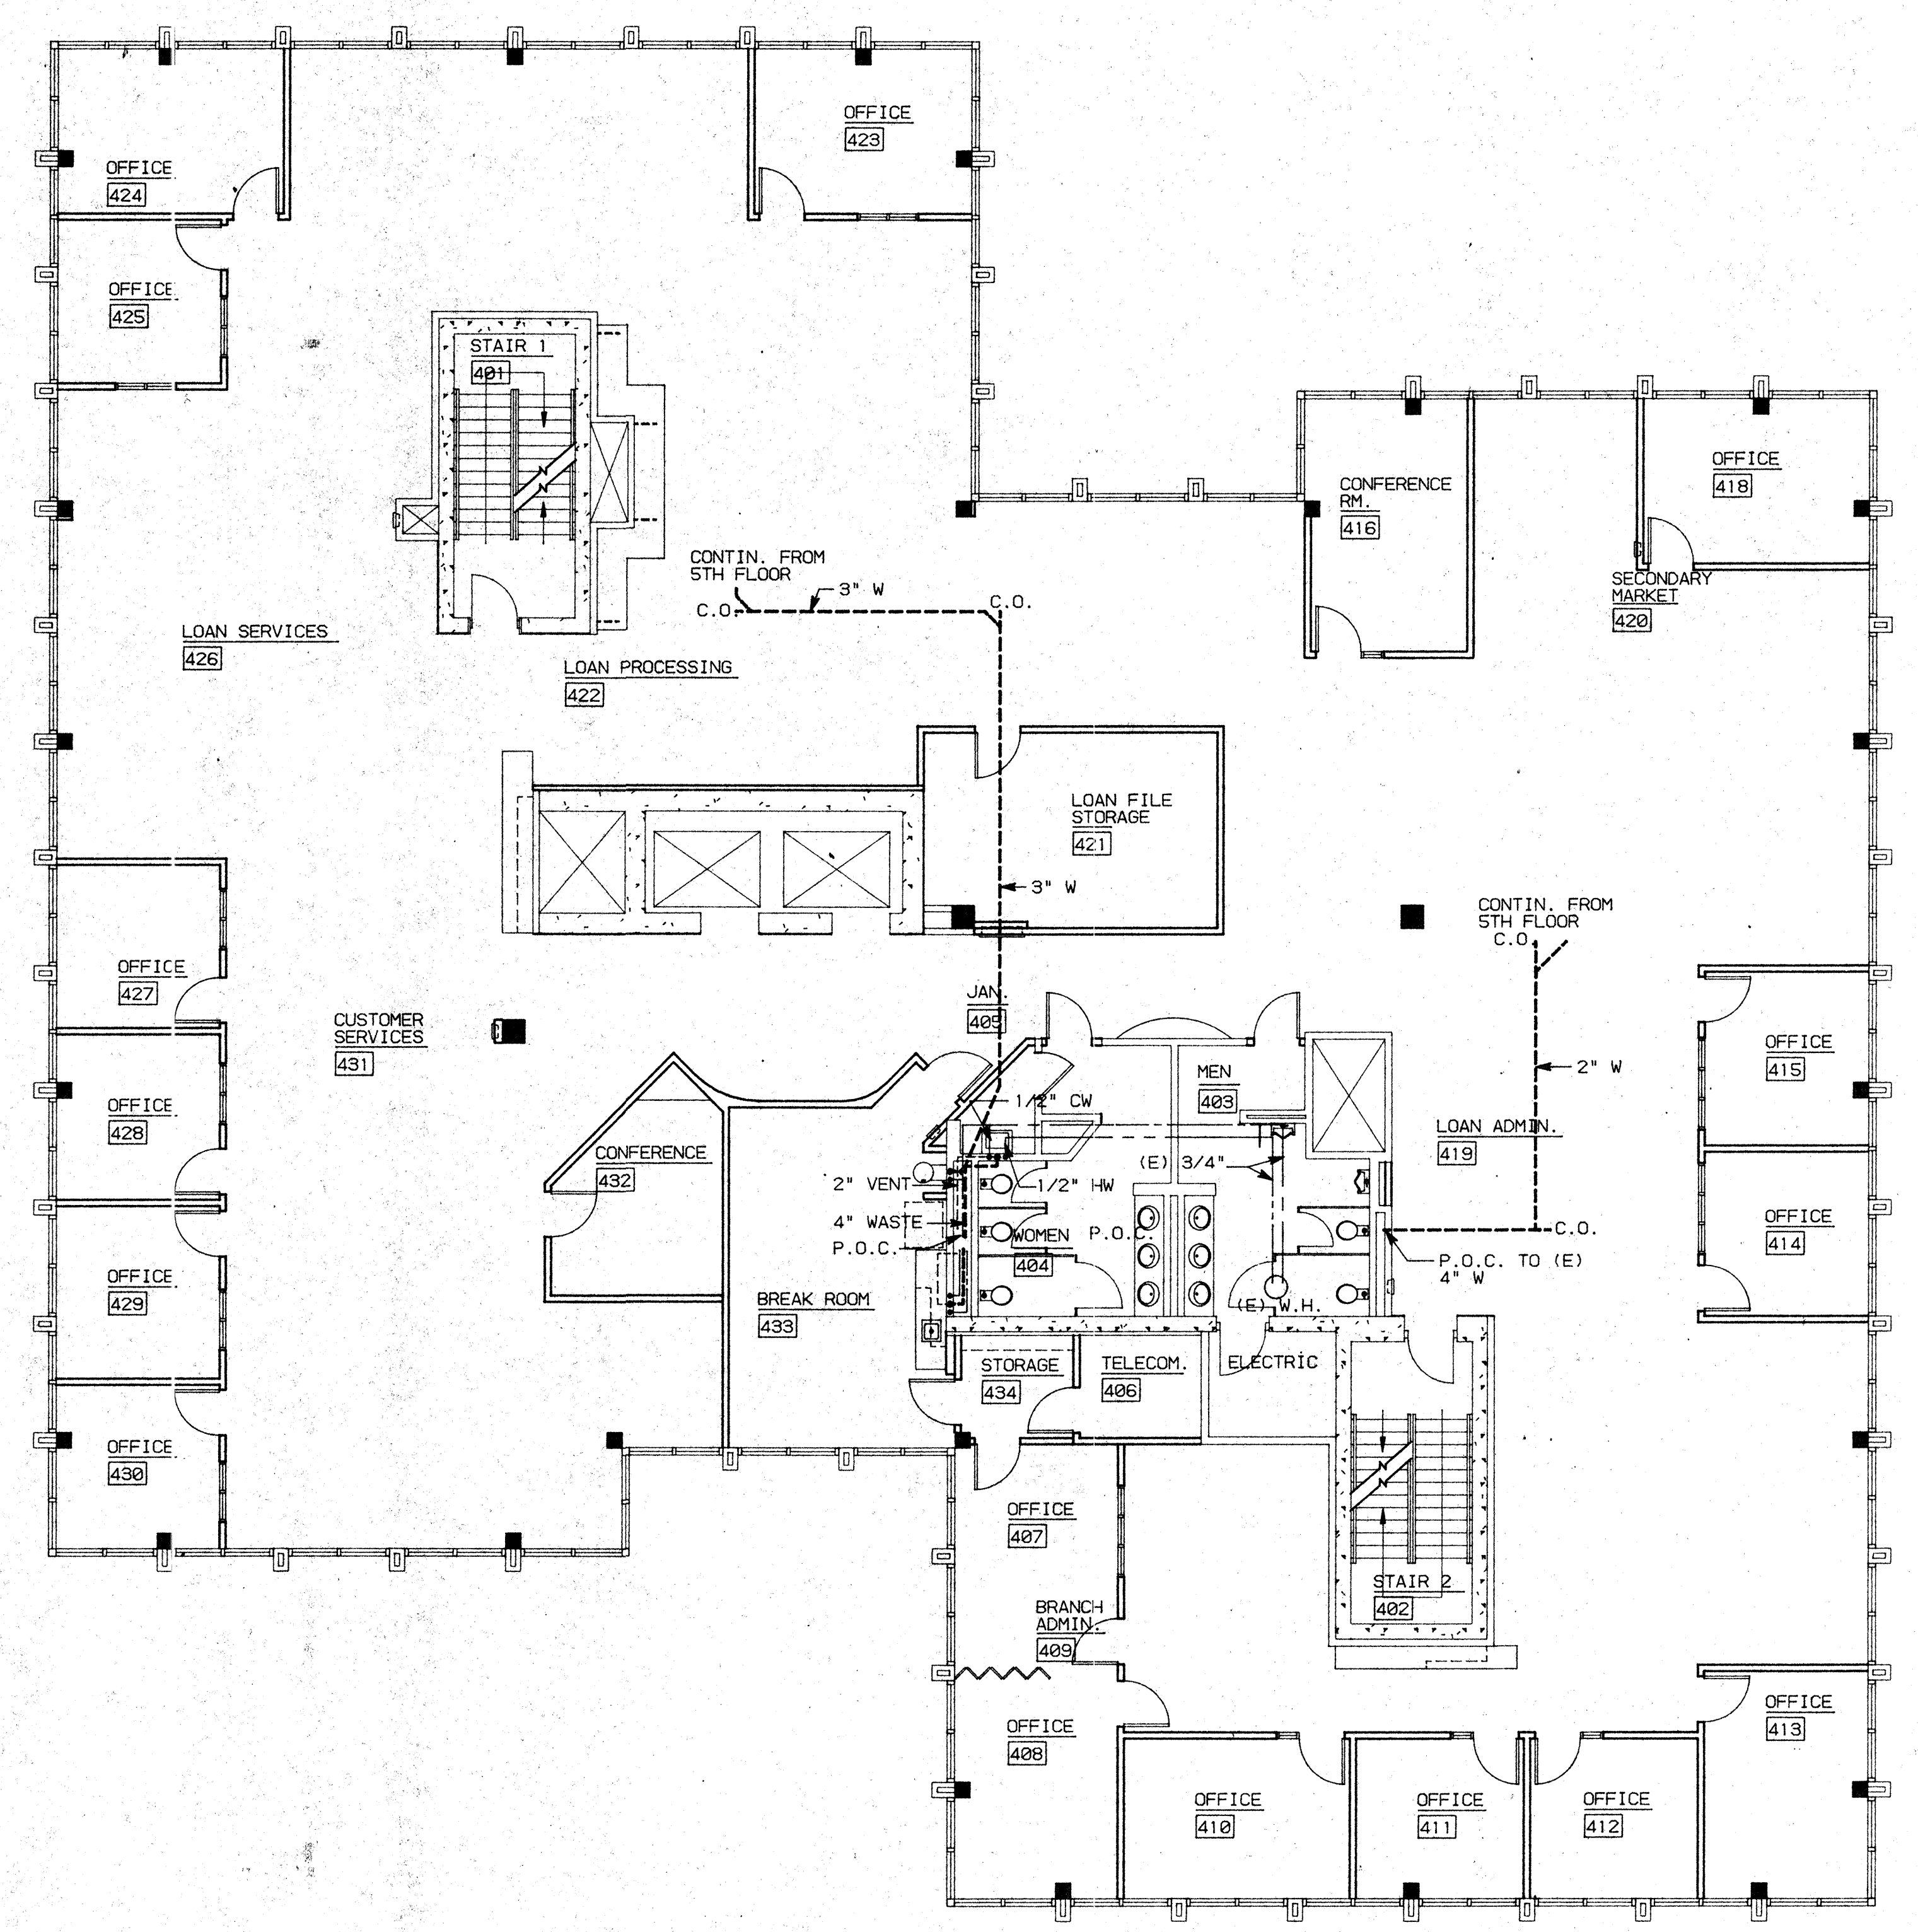 OFFICE
423
OFFICE
424
OFFICE
425
STAIR 1
401
OFFICE
418
CONFERENCE
RM.
416
CONTIN. FROM
5TH FLOOR
3" W
C.O.
C.O.
SECONDARY
MARKET
420
LOAN SERVICES
426
LOAN PROCESSING
422
LOAN FILE
STORAGE
421
3" W
CONTIN. FROM
5TH FLOOR
C.O.
OFFICE
427
JAN.
405
CUSTOMER
SERVICES
431
OFFICE
415
2" W
MEN
403
1/2" CW
OFFICE
428
LOAN ADMIN.
419
CONFERENCE
432
(E) 3/4"
2" VENT
1/2" HW
4" WASTE
P.O.C.
WOMEN
404
P.O.C.
C.O.
OFFICE
414
P.O.C. TO (E)
4" W
OFFICE
429
BREAK ROOM
433
(E) W.H.
STORAGE
434
TELECOM.
406
ELECTRIC
OFFICE
430
OFFICE
407
STAIR 2
402
BRANCH
ADMIN.
409
OFFICE
408
OFFICE
413
OFFICE
410
OFFICE
411
OFFICE
412